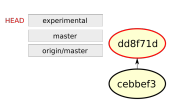 HEAD experimental
master
dd8f71d
origin/master
cebbef3